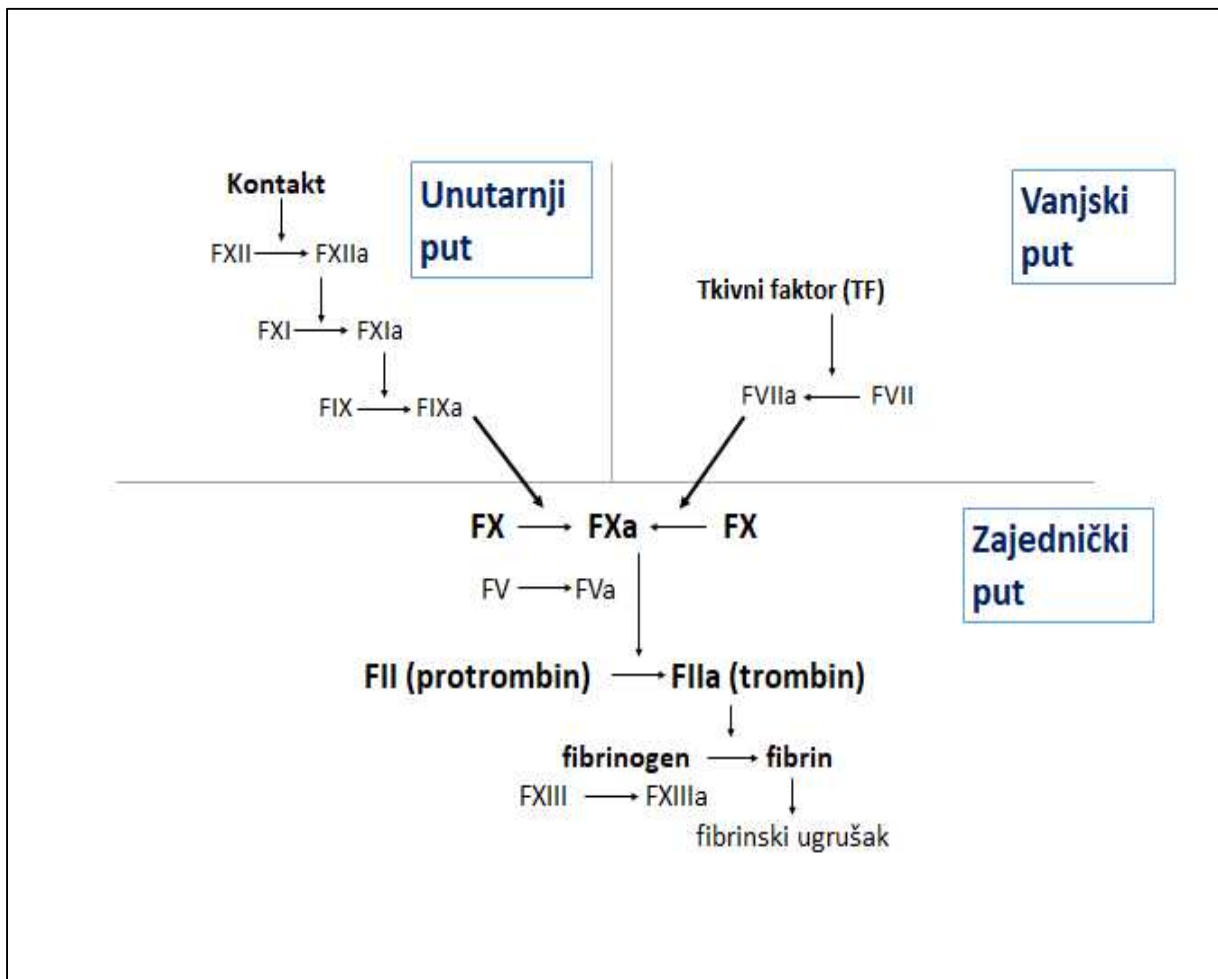 Kontakt
Unutarnji
put
FXII FXIIa
FXI FXIa
FIX FIXa
Vanjski
put
Tkivni faktor (TF)
FVIIa FVII
FX FXa FX
Zajednički
put
FV FVa
FII (protrombin) FIIa (trombin)
fibrinogen fibrin
FXIII FXIIIa
fibrinski ugrušak